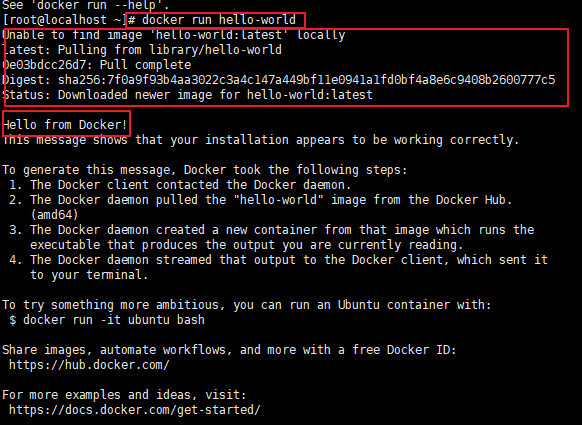 See 'docker run --help'.
[root@localhost ~]# docker run hello-world
Unable to find image 'hello-world:latest' locally
latest: Pulling from library/hello-world
0e03bdcc26d7: Pull complete
Digest: sha256:7f0a9f93b4aa3022c3a4c147a449bf11e0941a1fd0bf4a8e6c9408b2600777c5
Status: Downloaded newer image for hello-world:latest
Hello from Docker!
This message shows that your installation appears to be working correctly.
To generate this message, Docker took the following steps:
1. The Docker client contacted the Docker daemon.
2. The Docker daemon pulled the "hello-world" image from the Docker Hub.
(amd64)
3. The Docker daemon created a new container from that image which runs the
executable that produces the output you are currently reading.
4. The Docker daemon streamed that output to the Docker client, which sent it
to your terminal.
To try something more ambitious, you can run an Ubuntu container with:
$ docker run -it ubuntu bash
Share images, automate workflows, and more with a free Docker ID:
https://hub.docker.com/
For more examples and ideas, visit:
https://docs.docker.com/get-started/